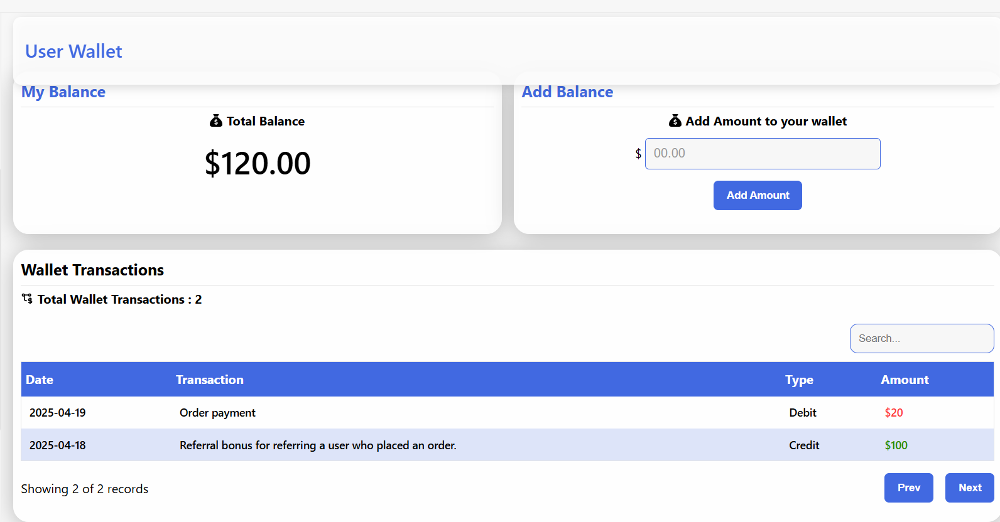 User Wallet
My Balance
Total Balance
$120.00
Add Balance
Add Amount to your wallet
$ 00.00
Add Amount
Wallet Transactions
Total Wallet Transactions : 2
Search...
Date Transaction Type Amount
2025-04-19 Order payment Debit $20
2025-04-18 Referral bonus for referring a user who placed an order. Credit $100
Showing 2 of 2 records
Prev Next